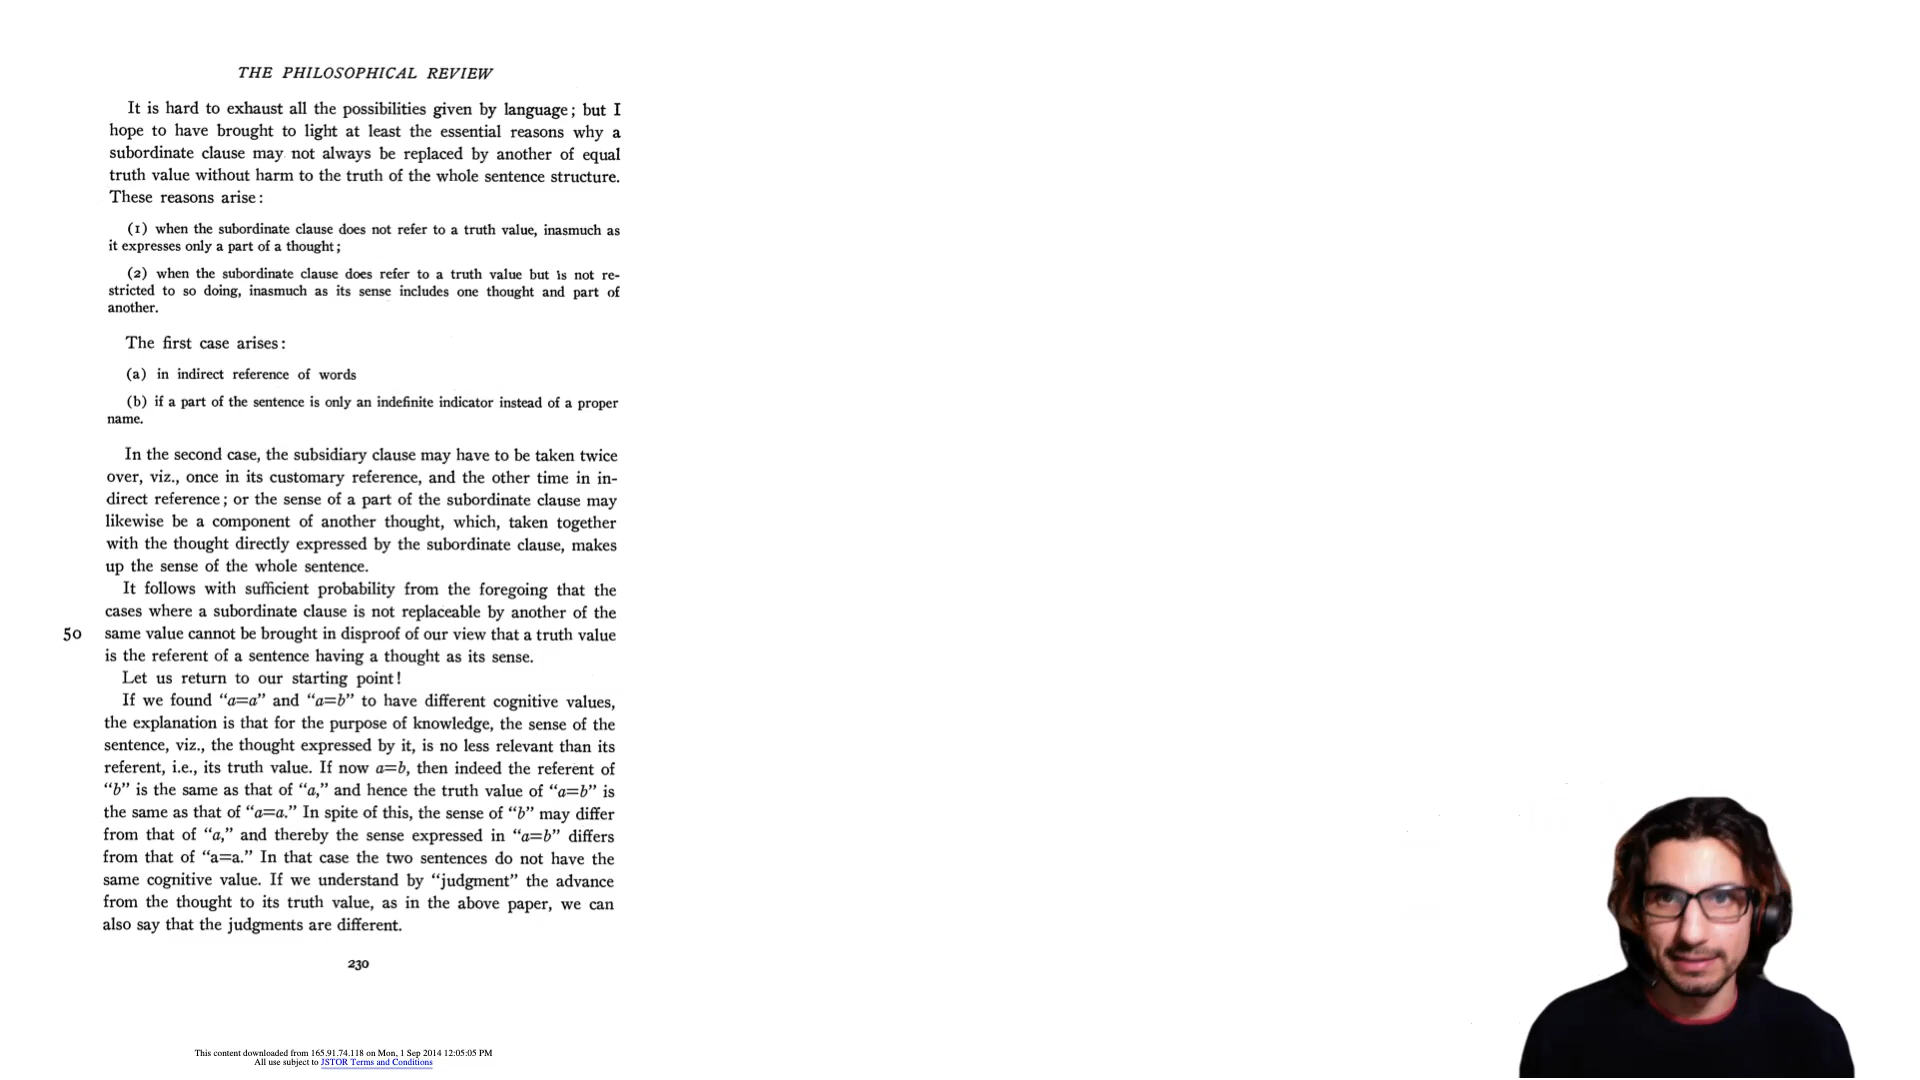 THE PHILOSOPHICAL REVIEW
It is hard to exhaust all the possibilities given by language; but I
hope to have brought to light at least the essential reasons why a
subordinate clause may not always be replaced by another of equal
truth value without harm to the truth of the whole sentence structure.
These reasons arise:
(1) when the subordinate clause does not refer to a truth value, inasmuch as
it expresses only a part of a thought;
(2) when the subordinate clause does refer to a truth value but is not re-
stricted to so doing, inasmuch as its sense includes one thought and part of
another.
The first case arises:
(a) in indirect reference of words
(b) if a part of the sentence is only an indefinite indicator instead of a proper
name.
In the second case, the subsidiary clause may have to be taken twice
over, viz., once in its customary reference, and the other time in in-
direct reference; or the sense of a part of the subordinate clause may
likewise be a component of another thought, which, taken together
with the thought directly expressed by the subordinate clause, makes
up the sense of the whole sentence.
It follows with sufficient probability from the foregoing that the
cases where a subordinate clause is not replaceable by another of the
50 same value cannot be brought in disproof of our view that a truth value
is the referent of a sentence having a thought as its sense.
Let us return to our starting point!
If we found “a=a” and “a=b” to have different cognitive values,
the explanation is that for the purpose of knowledge, the sense of the
sentence, viz., the thought expressed by it, is no less relevant than its
referent, i.e., its truth value. If now a=b, then indeed the referent of
“b” is the same as that of “a,” and hence the truth value of “a=b” is
the same as that of “a=a.” In spite of this, the sense of “b” may differ
from that of “a,” and thereby the sense expressed in “a=b” differs
from that of “a=a.” In that case the two sentences do not have the
same cognitive value. If we understand by “judgment” the advance
from the thought to its truth value, as in the above paper, we can
also say that the judgments are different.
230
This content downloaded from 165.91.74.118 on Mon, 1 Sep 2014 12:05:05 PM
All use subject to JSTOR Terms and Conditions